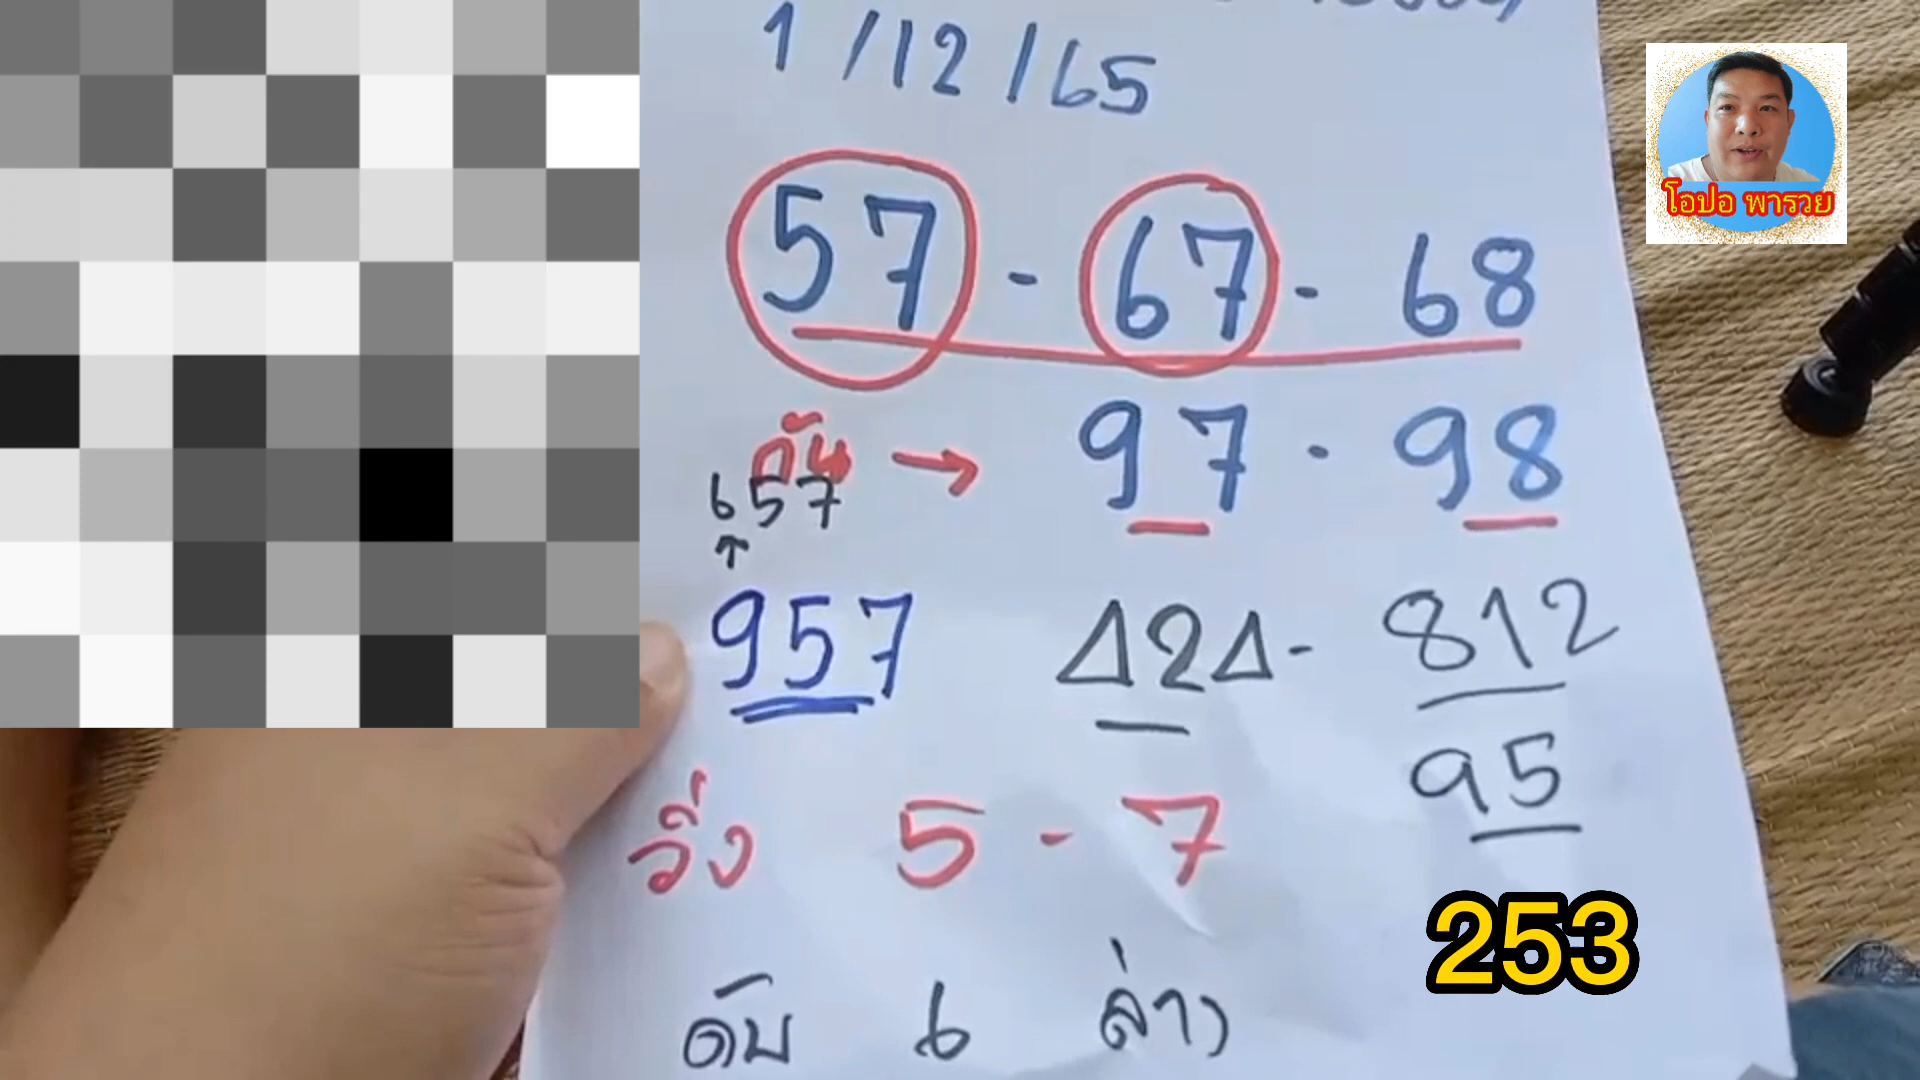 1/12/65
57 - 67 - 68
กัน → 97 · 98
657
↑
957 Δ2Δ - 812
95
วิ่ง 5 - 7
253
ดับ 6 ล่าง
โอปอ พารวย